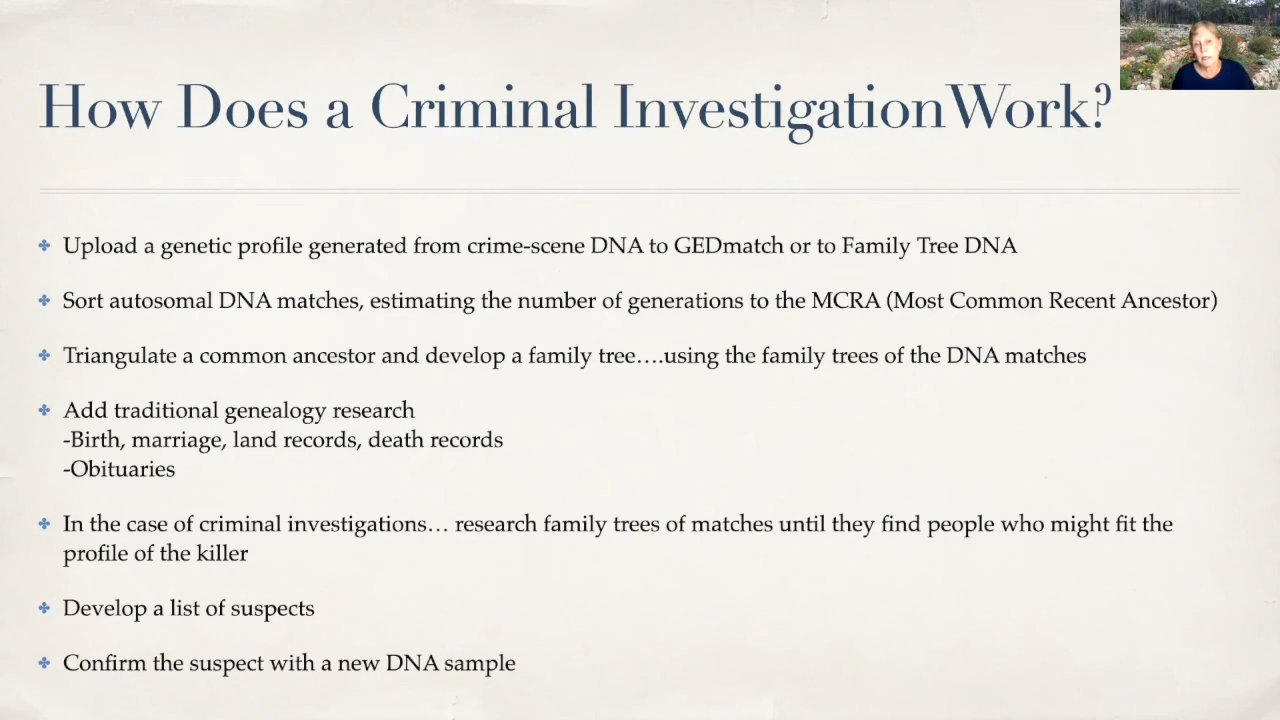 How Does a Criminal Investigation Work?
Upload a genetic profile generated from crime-scene DNA to GEDmatch or to Family Tree DNA
Sort autosomal DNA matches, estimating the number of generations to the MCRA (Most Common Recent Ancestor)
Triangulate a common ancestor and develop a family tree….using the family trees of the DNA matches
Add traditional genealogy research
-Birth, marriage, land records, death records
-Obituaries
In the case of criminal investigations… research family trees of matches until they find people who might fit the
profile of the killer
Develop a list of suspects
Confirm the suspect with a new DNA sample